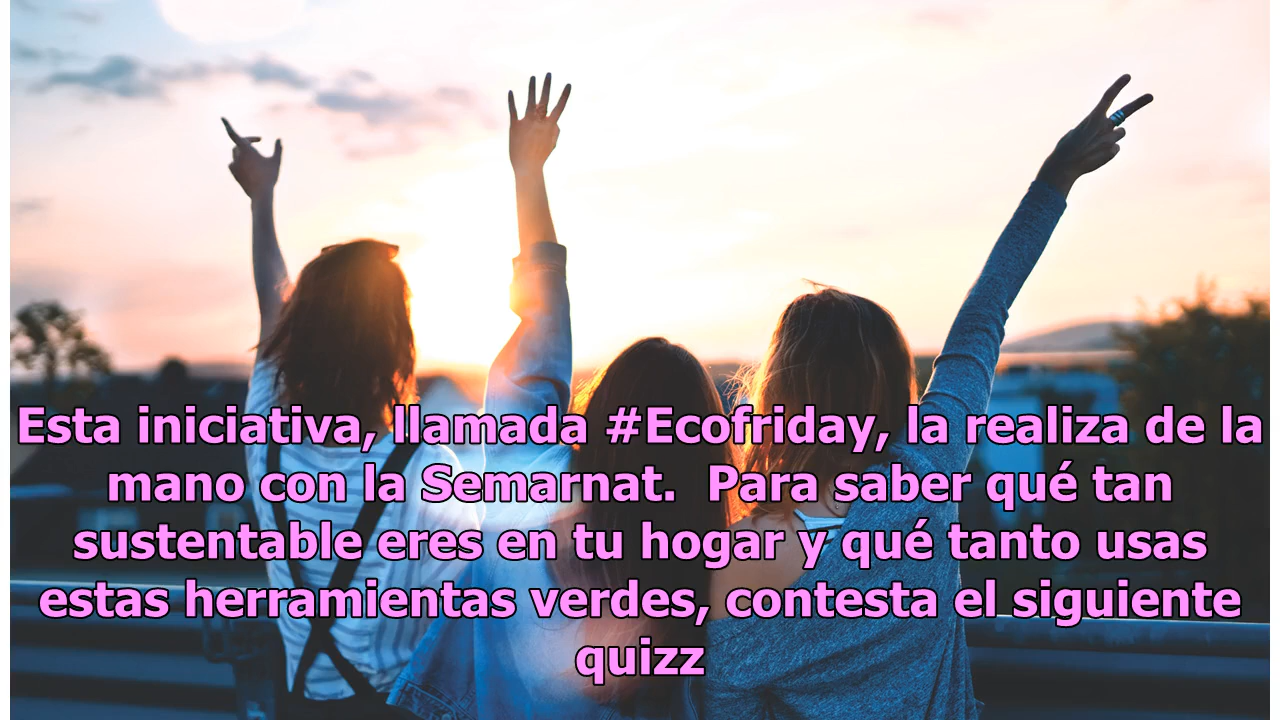 Esta iniciativa, llamada #Ecofriday, la realiza de la
mano con la Semarnat.  Para saber qué tan
sustentable eres en tu hogar y qué tanto usas
estas herramientas verdes, contesta el siguiente
quizz